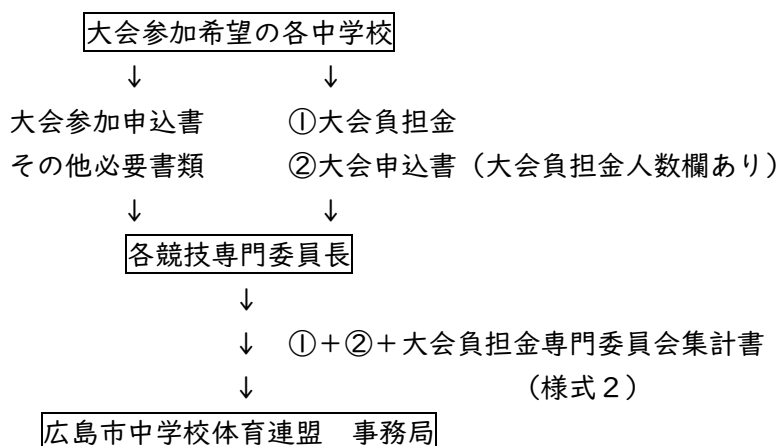 大会参加希望の各中学校
↓ ↓
大会参加申込書 ①大会負担金
その他必要書類 ②大会申込書（大会負担金人数欄あり）
↓ ↓
各競技専門委員長
↓
↓ ①＋②＋大会負担金専門委員会集計書
↓ （様式２）
広島市中学校体育連盟　事務局